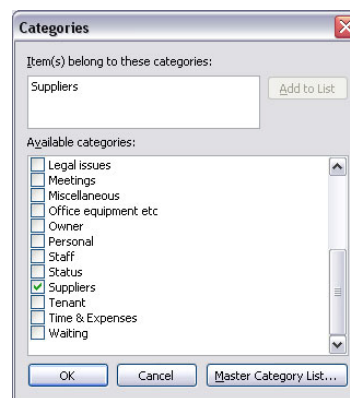 Categories
Item(s) belong to these categories:
Suppliers
Add to List
Available categories:
Legal issues
Meetings
Miscellaneous
Office equipment etc
Owner
Personal
Staff
Status
Suppliers
Tenant
Time & Expenses
Waiting
OK
Cancel
Master Category List...